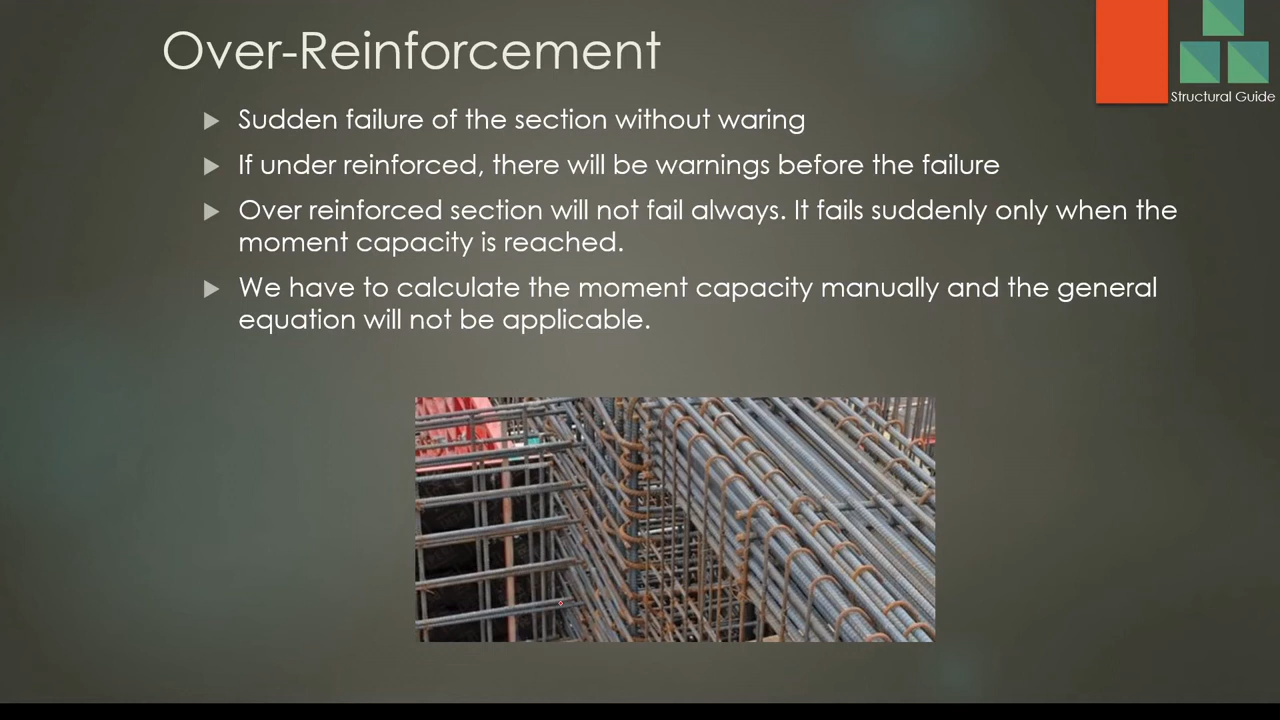 Over-Reinforcement
Structural Guide
Sudden failure of the section without waring
If under reinforced, there will be warnings before the failure
Over reinforced section will not fail always. It fails suddenly only when the
moment capacity is reached.
We have to calculate the moment capacity manually and the general
equation will not be applicable.